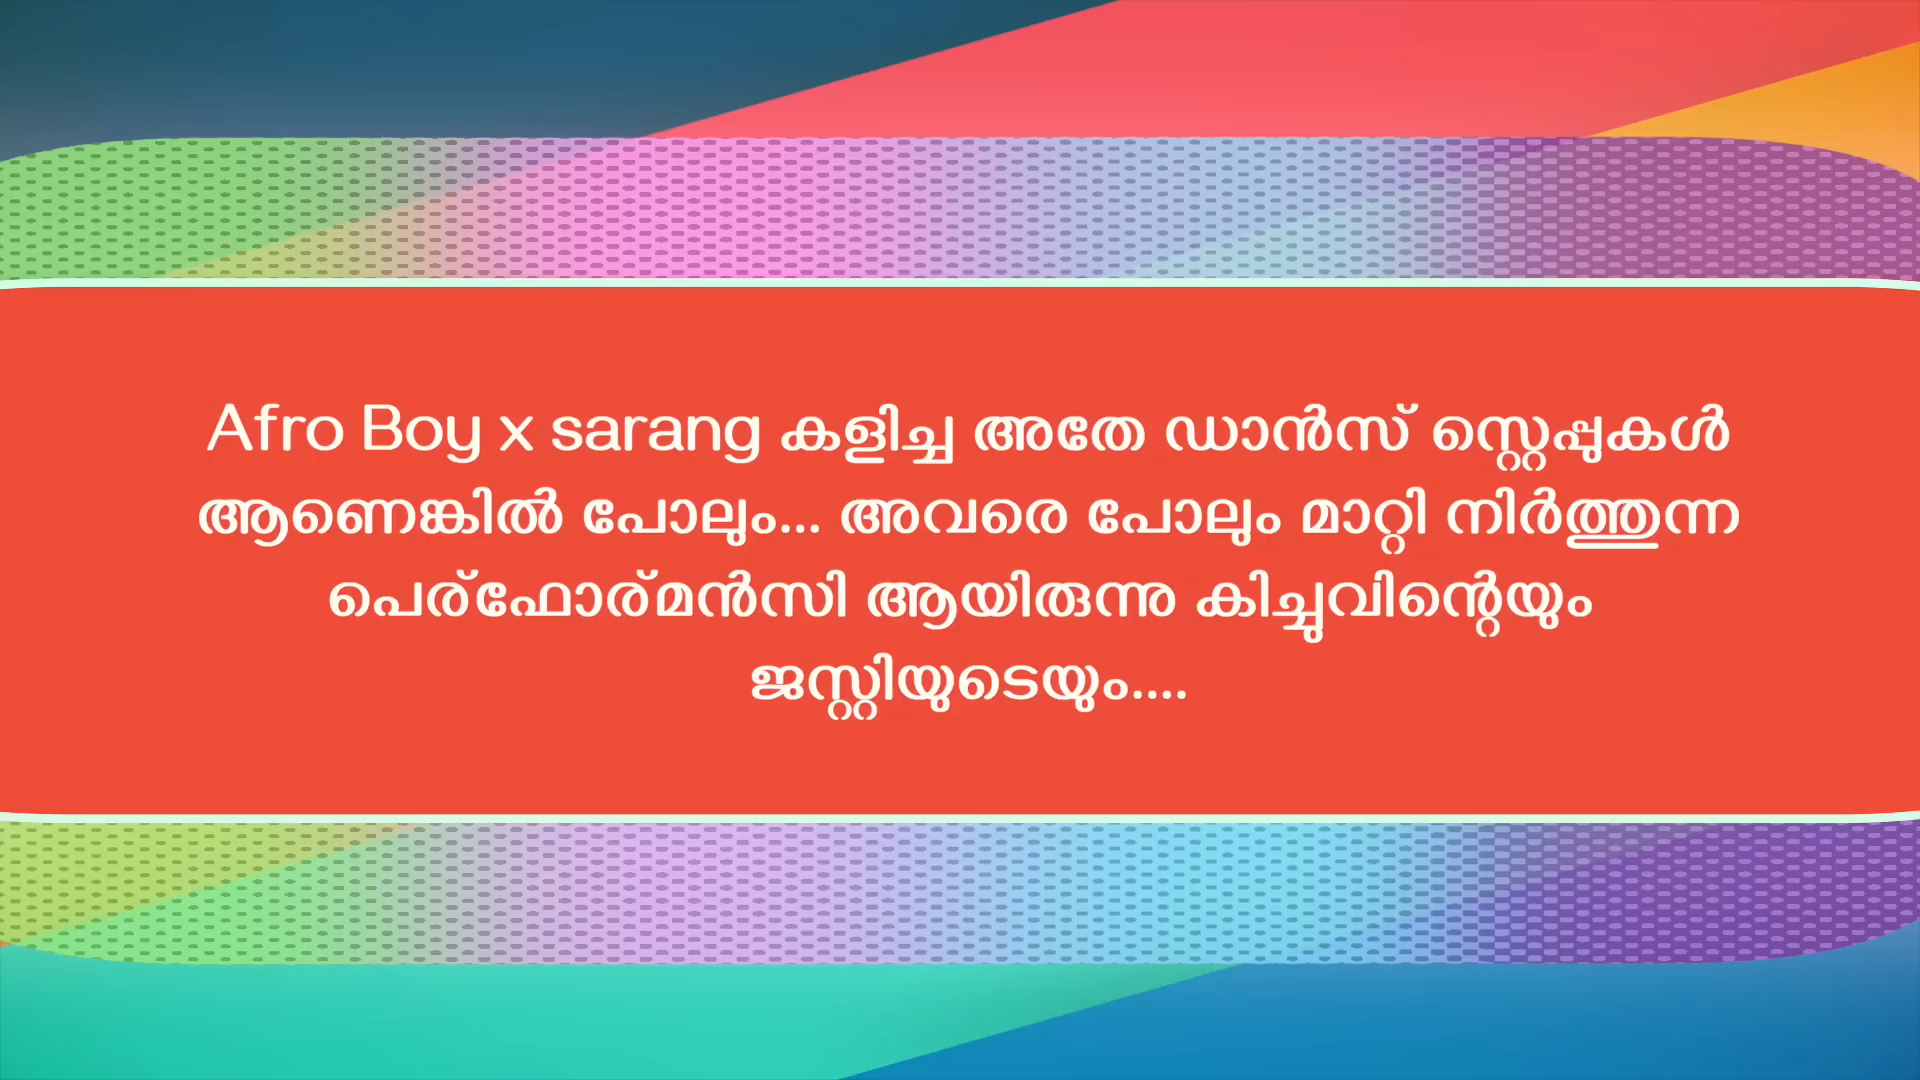 Afro Boy x sarang കളിച്ച അതേ ഡാൻസ് സ്റ്റെപ്പുകൾ
ആണെങ്കിൽ പോലും... അവരെ പോലും മാറ്റി നിർത്തുന്ന
പെര്‌ഫോര്‌മൻസി ആയിരുന്നു കിച്ചുവിന്റെയും
ജസ്റ്റിയുടെയും....